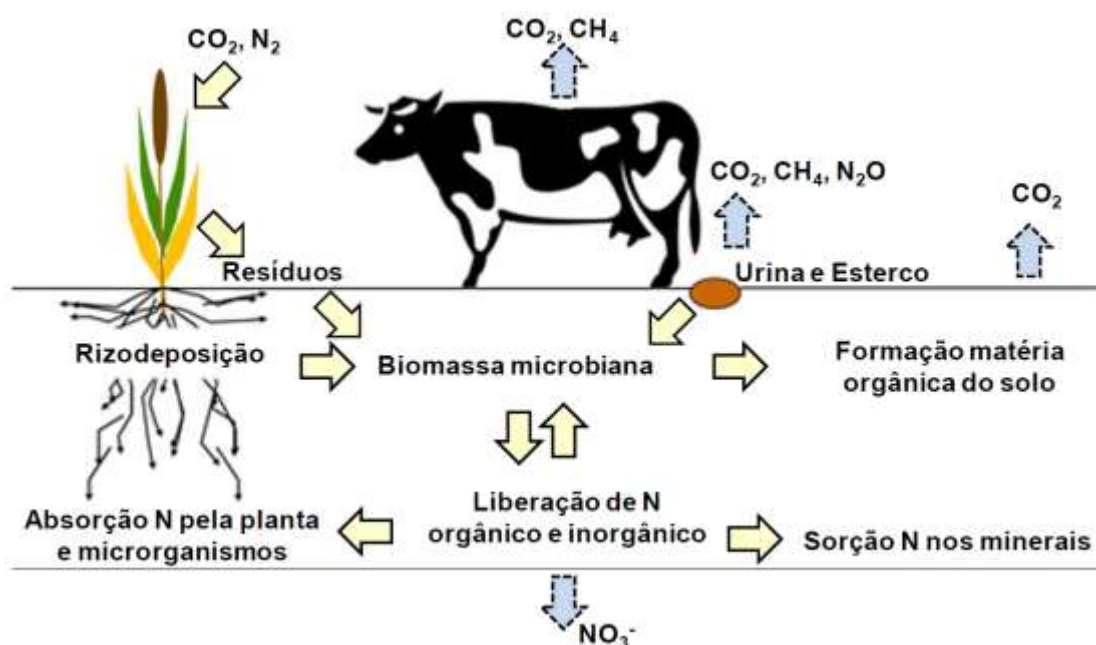 CO₂, N₂
CO₂, CH₄
CO₂, CH₄, N₂O
CO₂
Resíduos
Urina e Esterco
Rizodeposição
Biomassa microbiana
Formação matéria
orgânica do solo
Absorção N pela planta
e microrganismos
Liberação de N
orgânico e inorgânico
Sorção N nos minerais
NO₃⁻